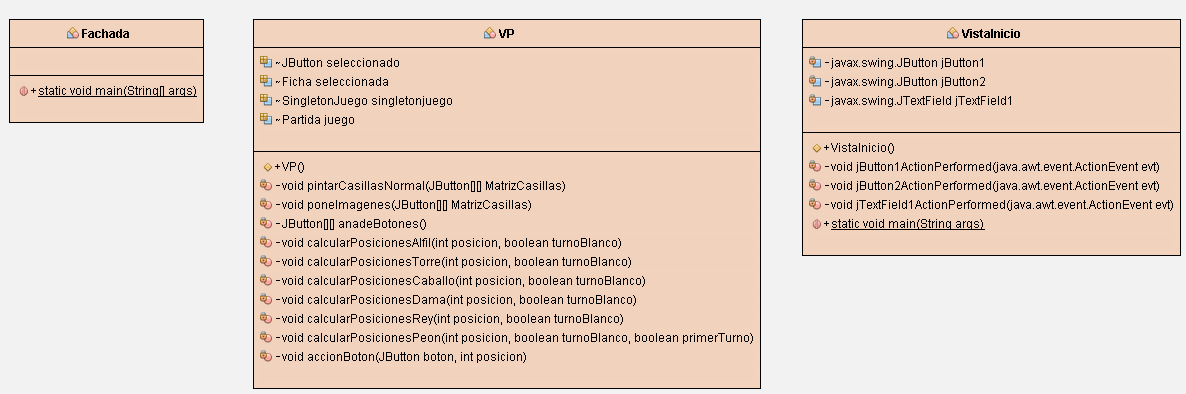 Fachada
+static void main(String[] args)
VP
~JButton seleccionado
~Ficha seleccionada
~SingletonJuego singletonjuego
~Partida juego
+VP()
-void pintarCasillasNormal(JButton[][] MatrizCasillas)
-void poneImagenes(JButton[][] MatrizCasillas)
-JButton[][] anadeBotones()
-void calcularPosicionesAlfil(int posicion, boolean turnoBlanco)
-void calcularPosicionesTorre(int posicion, boolean turnoBlanco)
-void calcularPosicionesCaballo(int posicion, boolean turnoBlanco)
-void calcularPosicionesDama(int posicion, boolean turnoBlanco)
-void calcularPosicionesRey(int posicion, boolean turnoBlanco)
-void calcularPosicionesPeon(int posicion, boolean turnoBlanco, boolean primerTurno)
-void accionBoton(JButton boton, int posicion)
VistaInicio
-javax.swing.JButton jButton1
-javax.swing.JButton jButton2
-javax.swing.JTextField jTextField1
+VistaInicio()
-void jButton1ActionPerformed(java.awt.event.ActionEvent evt)
-void jButton2ActionPerformed(java.awt.event.ActionEvent evt)
-void jTextField1ActionPerformed(java.awt.event.ActionEvent evt)
+static void main(String args)